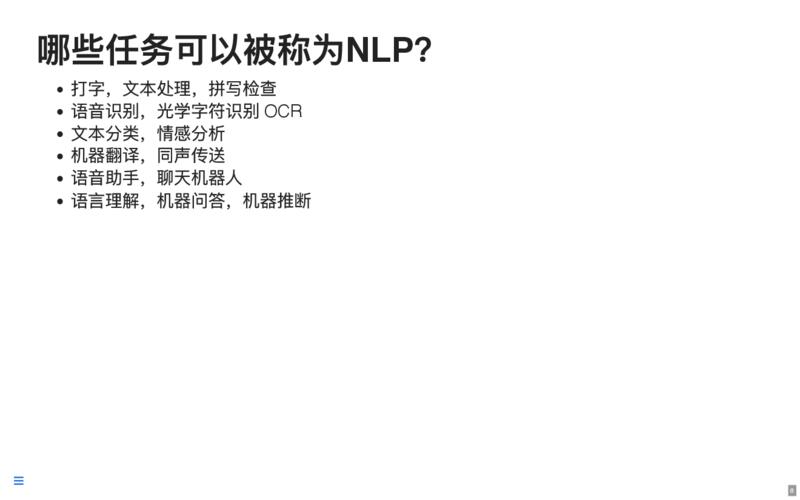 哪些任务可以被称为NLP?
打字，文本处理，拼写检查
语音识别，光学字符识别 OCR
文本分类，情感分析
机器翻译，同声传送
语音助手，聊天机器人
语言理解，机器问答，机器推断